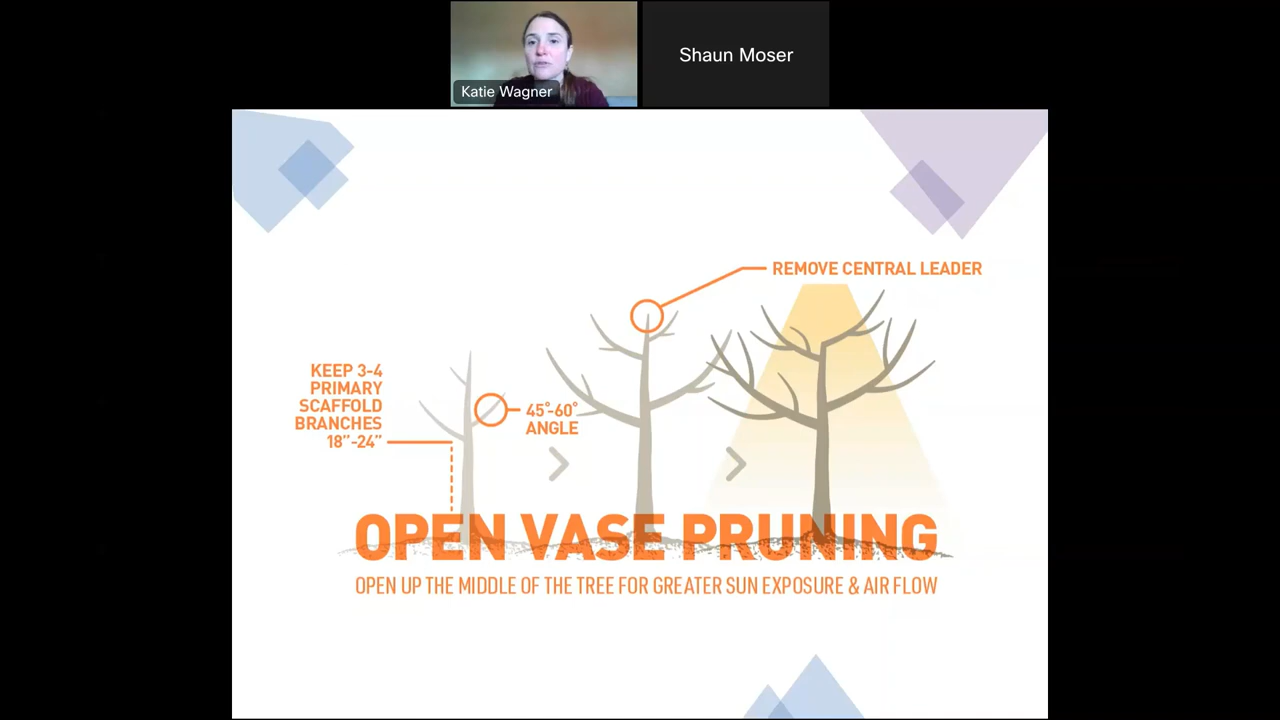 Katie Wagner
Shaun Moser
REMOVE CENTRAL LEADER
KEEP 3-4
PRIMARY
SCAFFOLD
BRANCHES
18”-24”
45°-60°
ANGLE
OPEN VASE PRUNING
OPEN UP THE MIDDLE OF THE TREE FOR GREATER SUN EXPOSURE & AIR FLOW